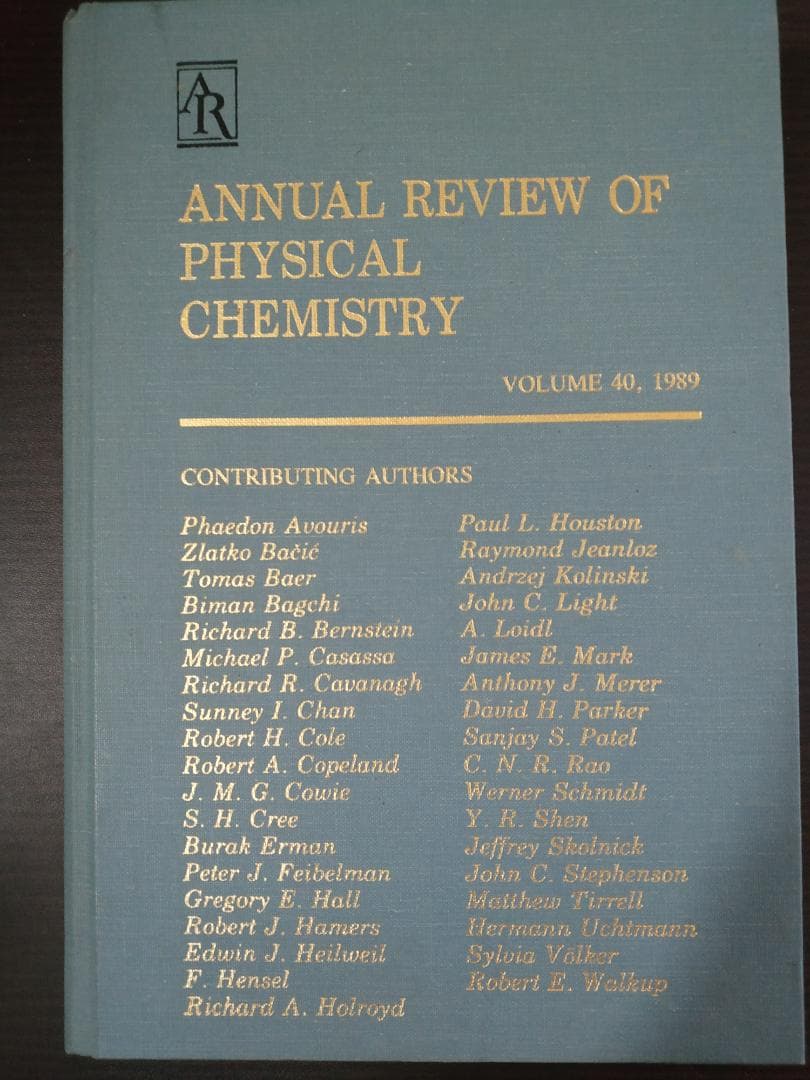 AR
ANNUAL REVIEW OF
PHYSICAL
CHEMISTRY
VOLUME 40, 1989
CONTRIBUTING AUTHORS
Phaedon Avouris
Zlatko Bačić
Tomas Baer
Biman Bagchi
Richard B. Bernstein
Michael P. Casassa
Richard R. Cavanagh
Sunney I. Chan
Robert H. Cole
Robert A. Copeland
J. M. G. Cowie
S. H. Cree
Burak Erman
Peter J. Feibelman
Gregory E. Hall
Robert J. Hamers
Edwin J. Heilweil
F. Hensel
Richard A. Holroyd
Paul L. Houston
Raymond Jeanloz
Andrzej Kolinski
John C. Light
A. Loidl
James E. Mark
Anthony J. Merer
David H. Parker
Sanjay S. Patel
C. N. R. Rao
Werner Schmidt
Y. R. Shen
Jeffrey Skolnick
John C. Stephenson
Matthew Tirrell
Hermann Uchtmann
Sylvia Völker
Robert E. Walkup